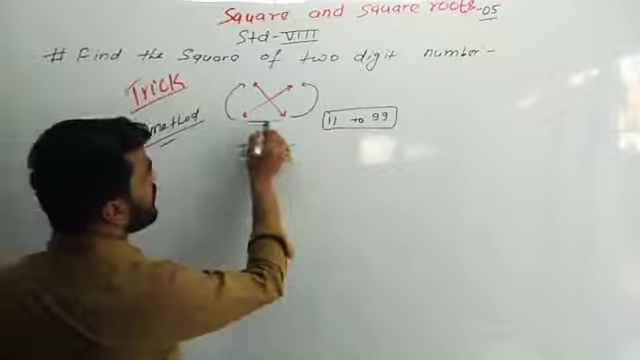 Square and square roots-05
Std-VIII
# Find the Square of two digit number-
Trick
method
11 to 99